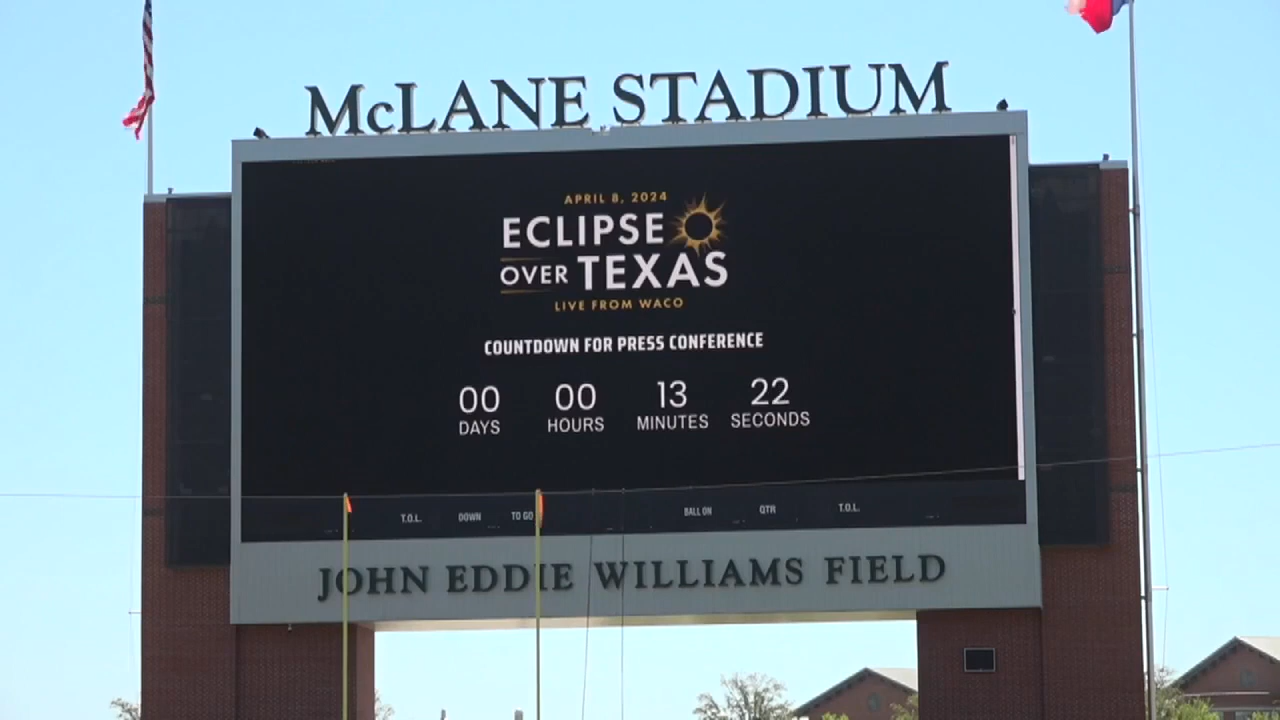 McLANE STADIUM
APRIL 8, 2024
ECLIPSE
OVER TEXAS
LIVE FROM WACO
COUNTDOWN FOR PRESS CONFERENCE
00 00 13 22
DAYS HOURS MINUTES SECONDS
T.O.L. DOWN TO GO BALL ON QTR T.O.L.
JOHN EDDIE WILLIAMS FIELD